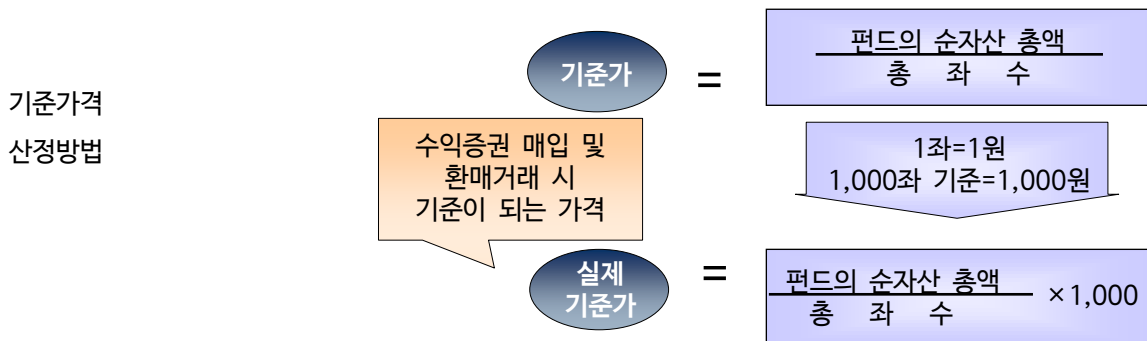 기준가격
산정방법
기준가
=
펀드의 순자산 총액
총 좌 수
수익증권 매입 및
환매거래 시
기준이 되는 가격
1좌=1원
1,000좌 기준=1,000원
실제
기준가
=
펀드의 순자산 총액
총 좌 수
×1,000